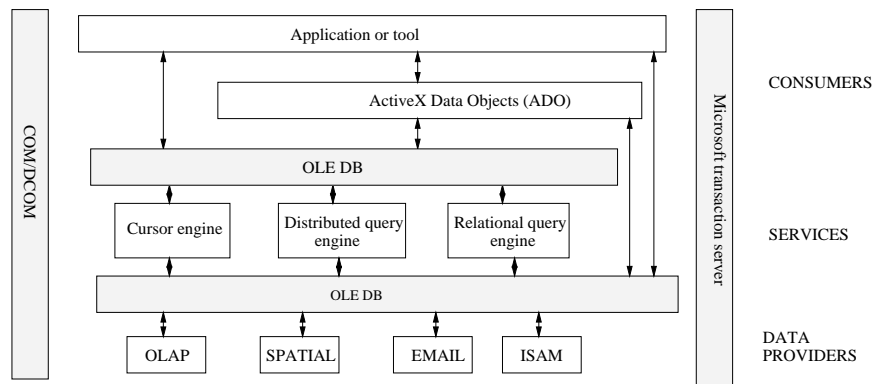 Application or tool
ActiveX Data Objects (ADO)
CONSUMERS
COM/DCOM
Microsoft transaction server
OLE DB
Cursor engine
Distributed query
engine
Relational query
engine
SERVICES
OLE DB
OLAP
SPATIAL
EMAIL
ISAM
DATA
PROVIDERS